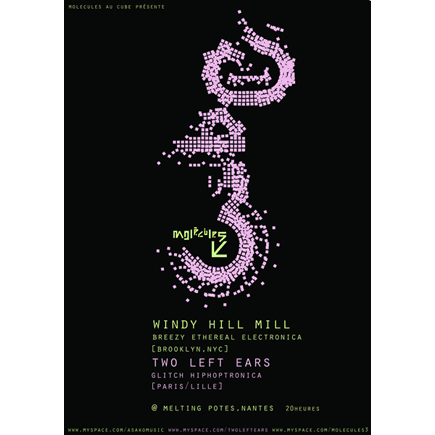 MOLECULES AU CUBE PRÉSENTE
molécules
WINDY HILL MILL
BREEZY ETHEREAL ELECTRONICA
[BROOKLYN,NYC]
TWO LEFT EARS
GLITCH HIPHOPTRONICA
[PARIS/LILLE]
@ MELTING POTES,NANTES 20HEURES
WWW.MYSPACE.COM/ASAKOMUSIC WWW.MYSPACE.COM/TWOLEFTEARS WWW.MYSPACE.COM/MOLECULES3